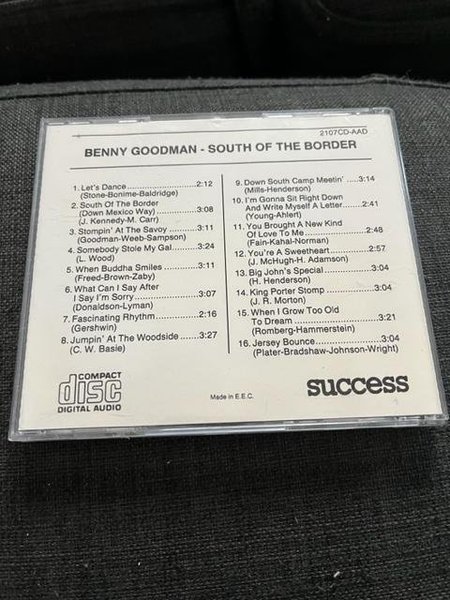 2107CD-AAD
BENNY GOODMAN - SOUTH OF THE BORDER
1. Let's Dance...............2:12
(Stone-Bonime-Baldridge)
2. South Of The Border
(Down Mexico Way)..........3:08
(J. Kennedy-M. Carr)
3. Stompin' At The Savoy........3:11
(Goodman-Weeb-Sampson)
4. Somebody Stole My Gal.......3:24
(L. Wood)
5. When Buddha Smiles..........3:11
(Freed-Brown-Zaby)
6. What Can I Say After
I Say I'm Sorry..............3:07
(Donaldson-Lyman)
7. Fascinating Rhythm...........2:16
(Gershwin)
8. Jumpin' At The Woodside.....3:27
(C. W. Basie)
9. Down South Camp Meetin'.....3:14
(Mills-Henderson)
10. I'm Gonna Sit Right Down
And Write Myself A Letter.....2:41
(Young-Ahlert)
11. You Brought A New Kind
Of Love To Me...............2:48
(Fain-Kahal-Norman)
12. You're A Sweetheart..........2:57
(J. McHugh-H. Adamson)
13. Big John's Special............3:04
(H. Henderson)
14. King Porter Stomp............3:04
(J. R. Morton)
15. When I Grow Too Old
To Dream...................3:21
(Romberg-Hammerstein)
16. Jersey Bounce...............3:04
(Plater-Bradshaw-Johnson-Wright)
COMPACT
disc
DIGITAL AUDIO
Made in E.E.C.
success